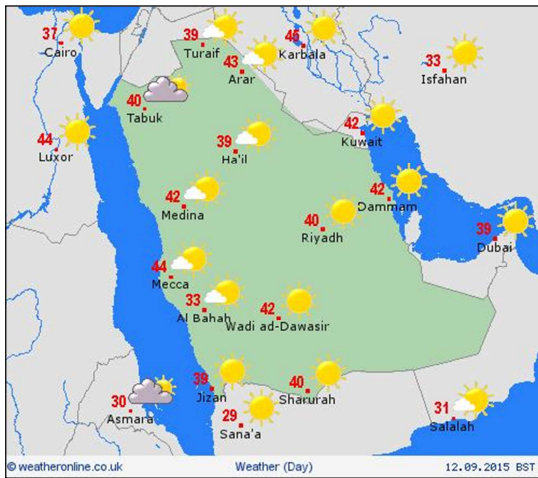 37
Cairo
39
Turaif
45
Karbala
43
Arar
33
Isfahan
40
Tabuk
44
Luxor
39
Ha'il
42
Kuwait
42
Medina
42
Dammam
40
Riyadh
39
Dubai
44
Mecca
33
Al Bahah
42
Wadi ad-Dawasir
39
Jizan
40
Sharurah
30
Asmara
29
Sana'a
31
Salalah
© weatheronline.co.uk
Weather (Day)
12.09.2015 BST